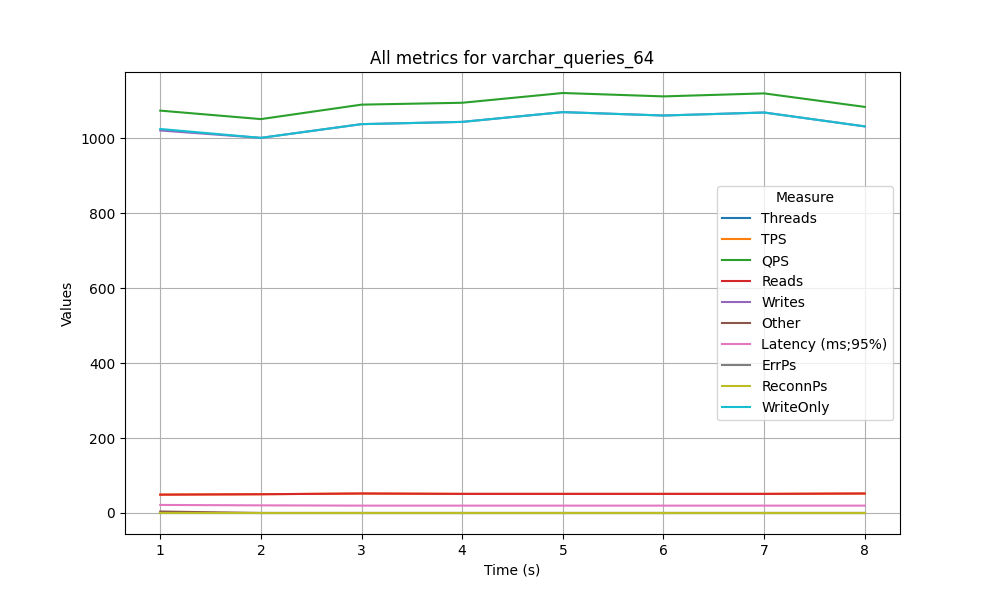 All metrics for varchar_queries_64
Values
1000
800
600
400
200
0
Measure
Threads
TPS
QPS
Reads
Writes
Other
Latency (ms;95%)
ErrPs
ReconnPs
WriteOnly
1 2 3 4 5 6 7 8
Time (s)